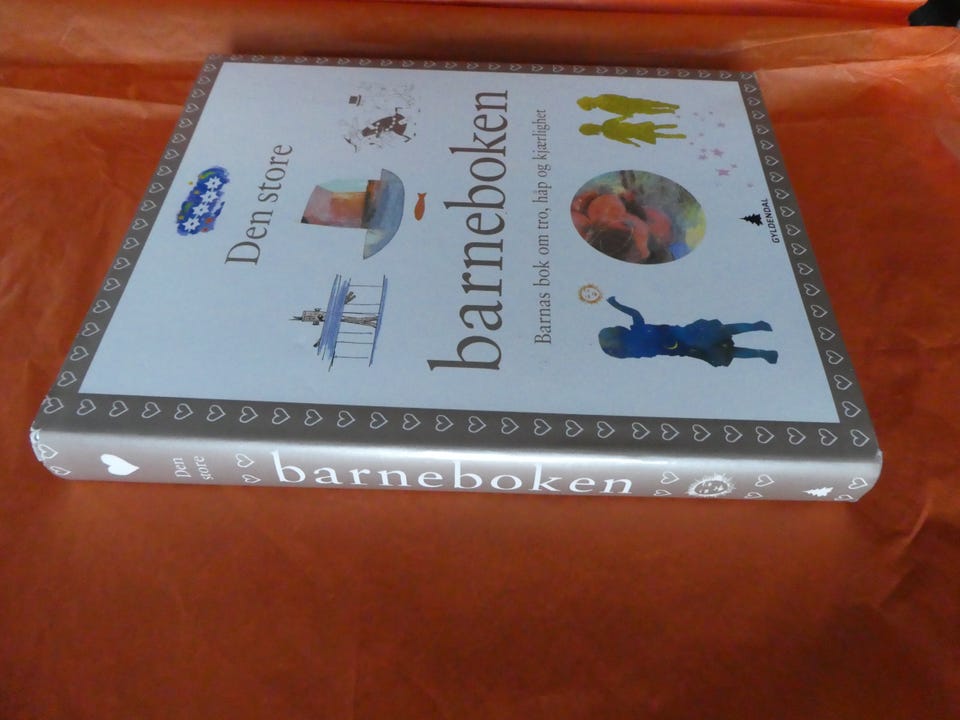 Den store
barneboken
Barnas bok om tro, håp og kjærlighet
GYLDENDAL
Den
store
barneboken